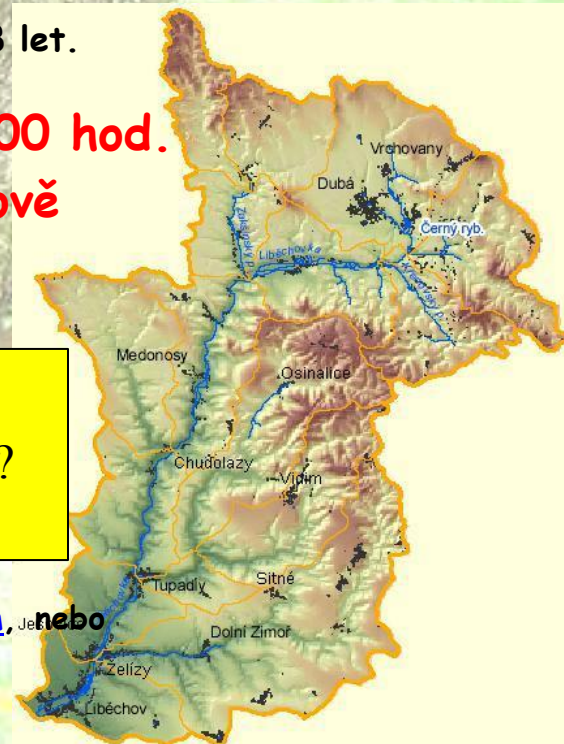 let.
00 hod.
ově
?
, nebo
Vrchovany
Dubá
Černý ryb.
Liběchovka
Medonosy
Osinalice
Chudolazy
Vidim
Tupadly
Sitné
Dolní Zimoř
Želízy
Liběchov